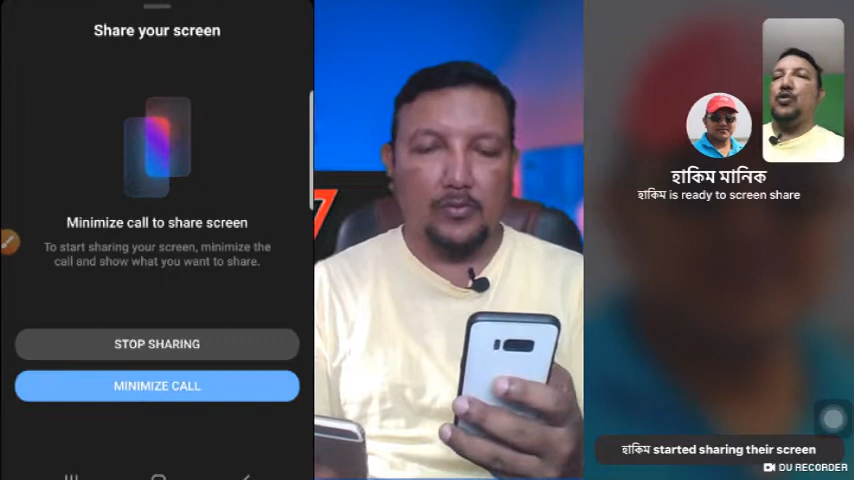 Share your screen
Minimize call to share screen
To start sharing your screen, minimize the
call and show what you want to share.
STOP SHARING
MINIMIZE CALL
হাকিম মানিক
হাকিম is ready to screen share
হাকিম started sharing their screen
DU RECORDER